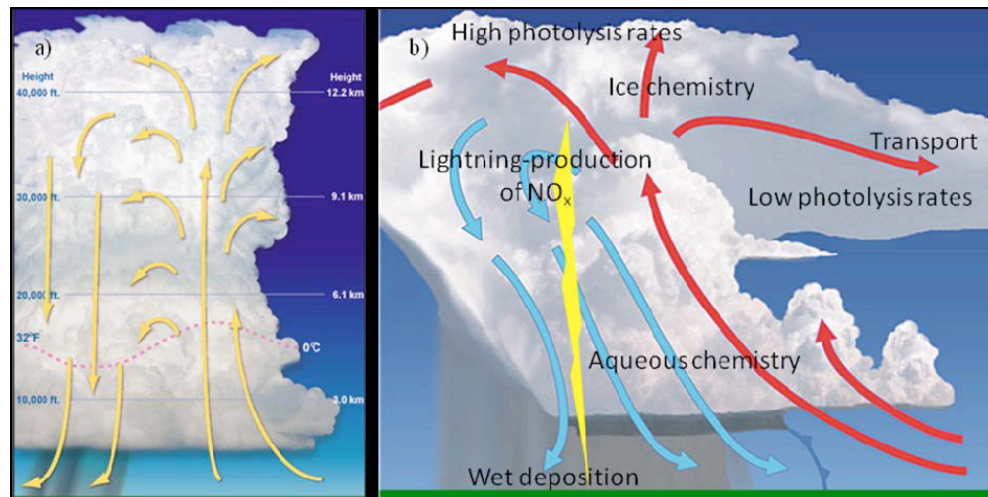 a)
Height
Height
40,000 ft.
12.2 km
30,000 ft.
9.1 km
20,000 ft.
6.1 km
32°F
0°C
10,000 ft.
3.0 km
b)
High photolysis rates
Ice chemistry
Transport
Lightning-production
of NOx
Low photolysis rates
Aqueous chemistry
Wet deposition